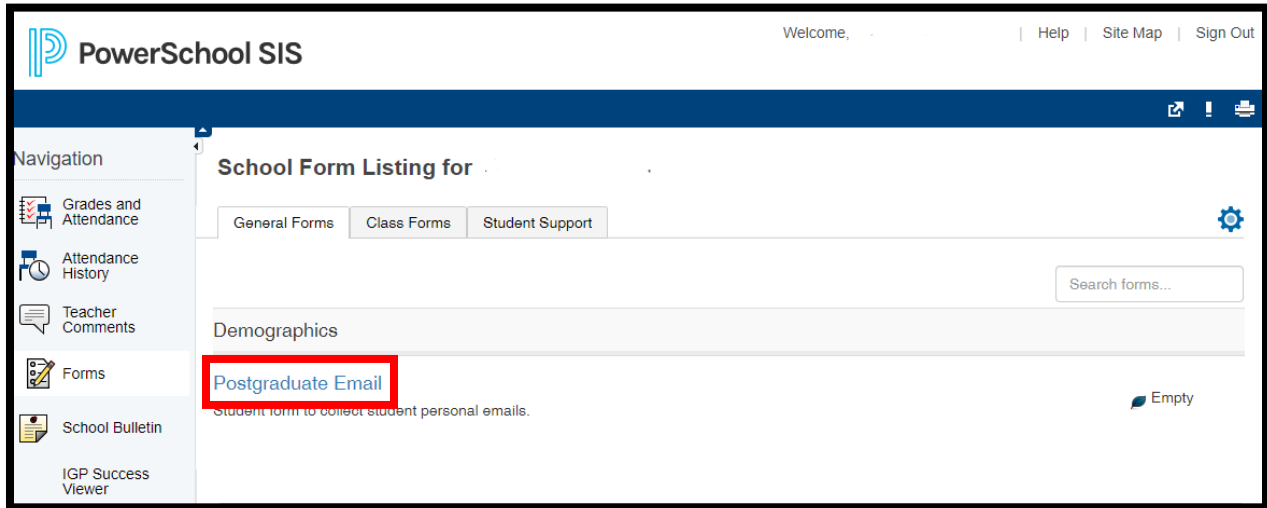 PowerSchool SIS
Welcome, | Help | Site Map | Sign Out
Navigation
Grades and
Attendance
Attendance
History
Teacher
Comments
Forms
School Bulletin
IGP Success
Viewer
School Form Listing for
General Forms
Class Forms
Student Support
Search forms...
Demographics
Postgraduate Email
Student form to collect student personal emails.
Empty